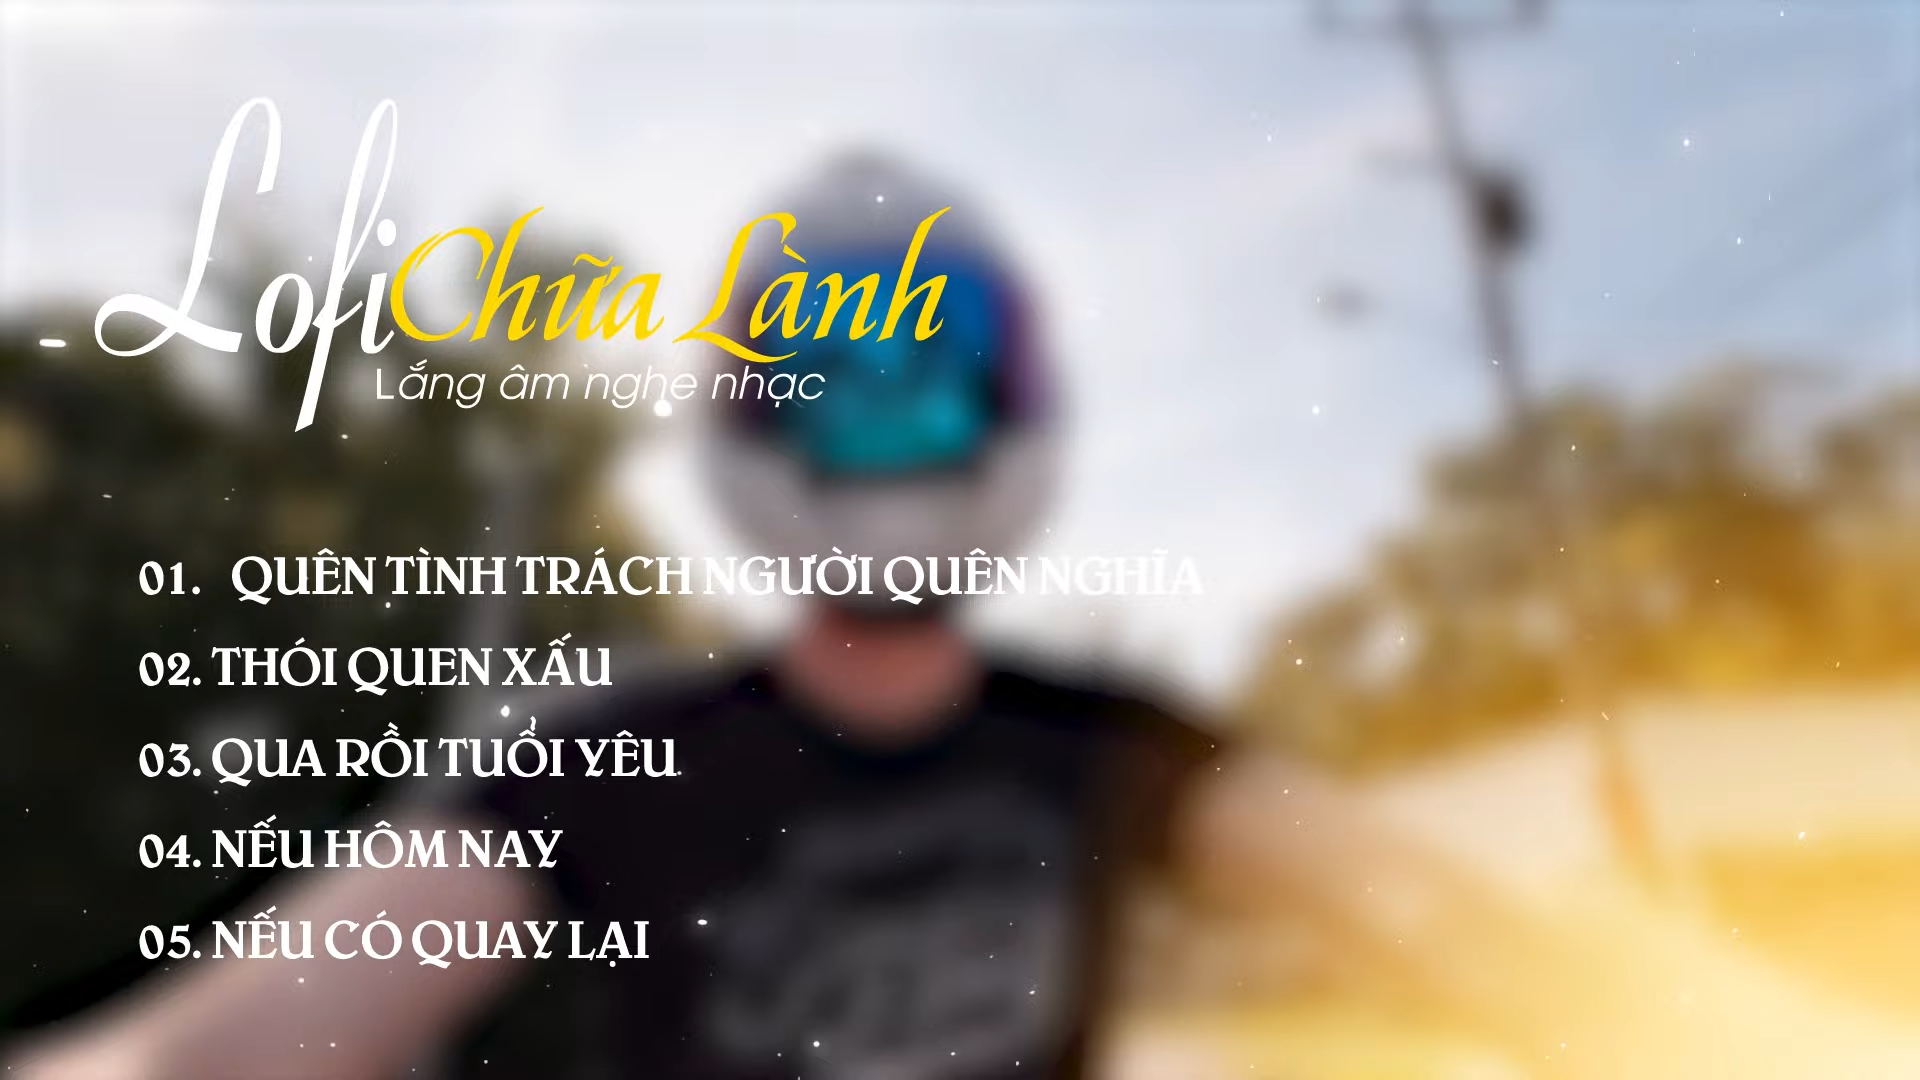 Lofi Chữa Lành
Lắng âm nghe nhạc
01. QUÊN TÌNH TRÁCH NGƯỜI QUÊN NGHĨA
02. THÓI QUEN XẤU
03. QUA RỒI TUỔI YÊU
04. NẾU HÔM NAY
05. NẾU CÓ QUAY LẠI